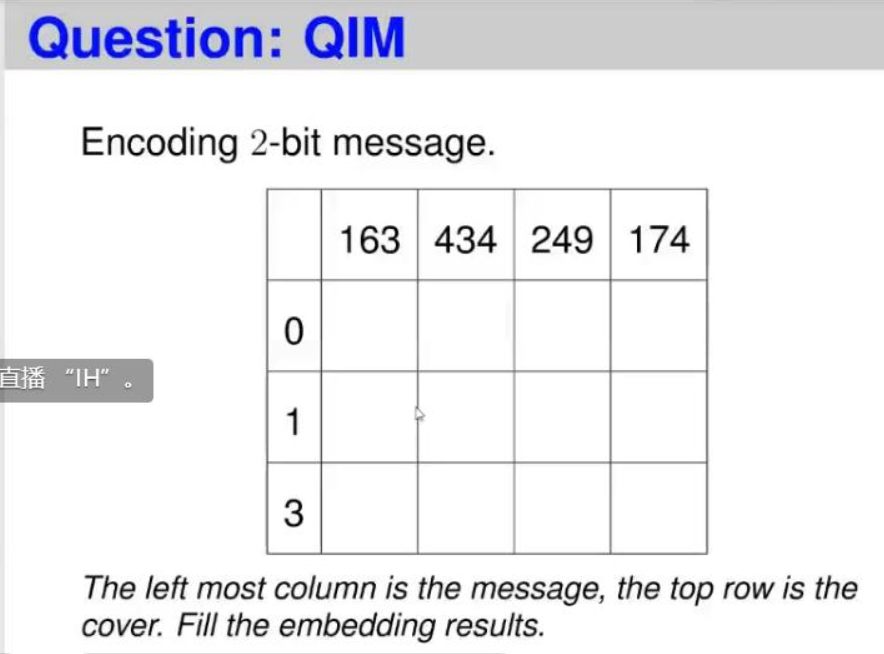 Question: QIM
Encoding 2-bit message.
163 434 249 174
0
直播 “IH” 。
1
3
The left most column is the message, the top row is the
cover. Fill the embedding results.